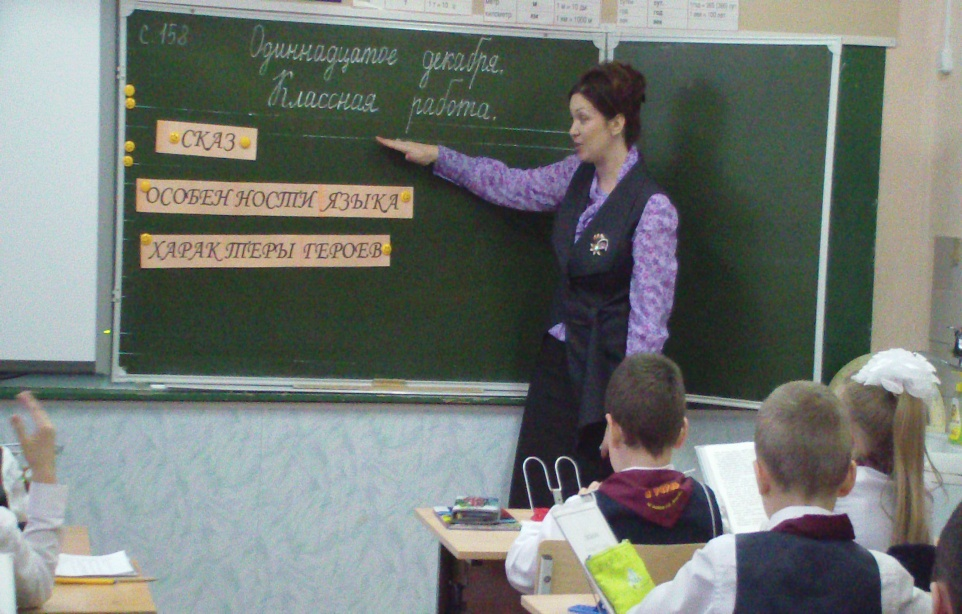 с. 158
Одиннадцатое декабря.
Классная работа.
СКАЗ
ОСОБЕННОСТИ ЯЗЫКА
ХАРАКТЕРЫ ГЕРОЕВ